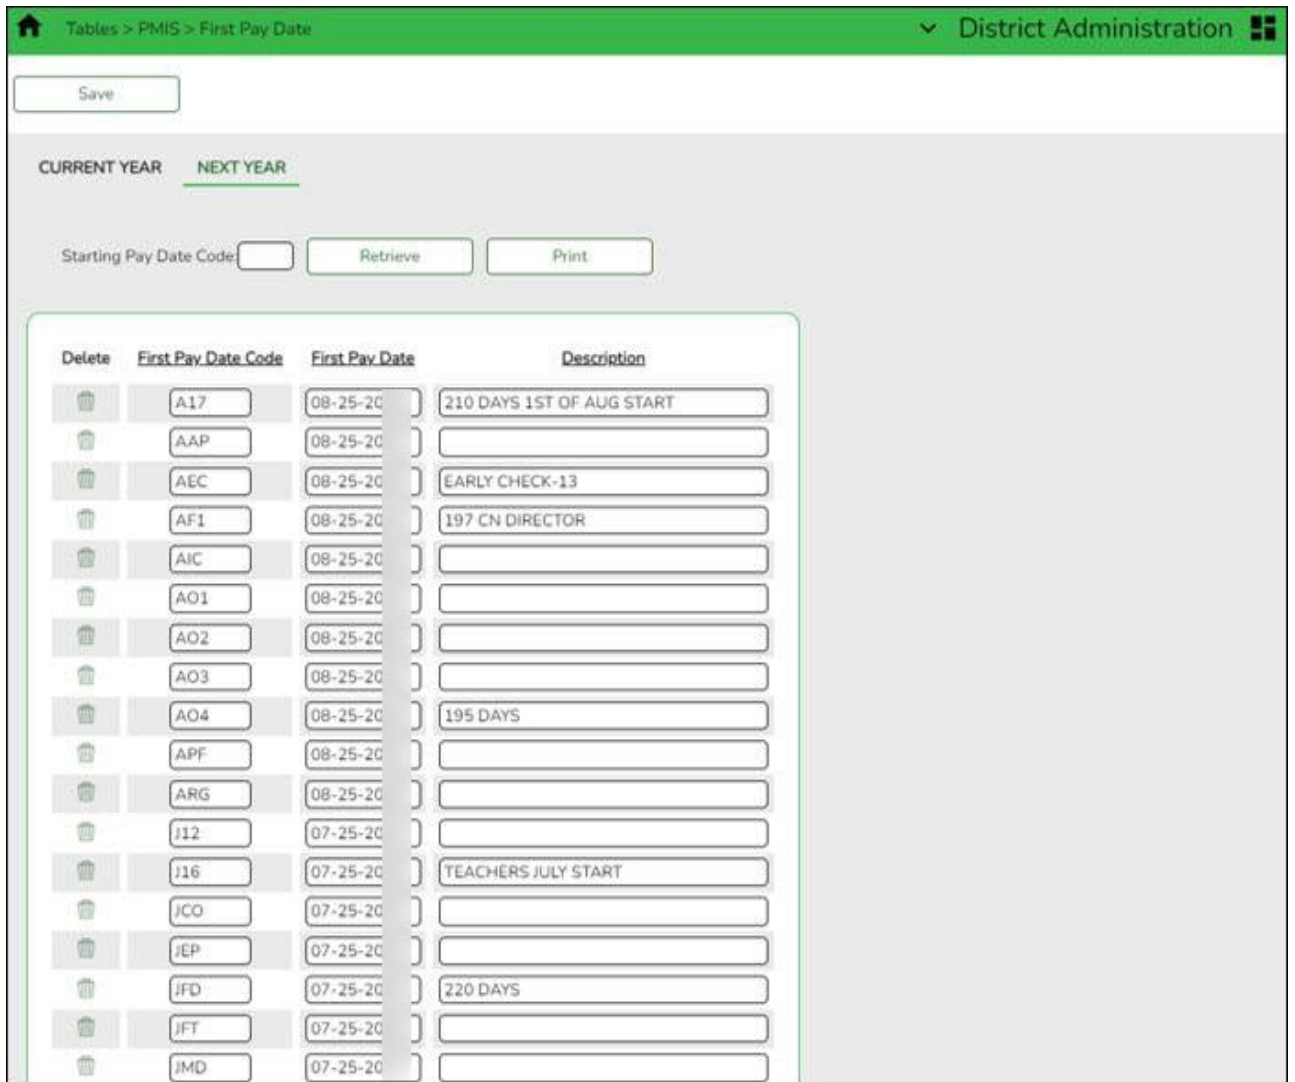 Tables > PMIS > First Pay Date District Administration
Save
CURRENT YEAR NEXT YEAR
Starting Pay Date Code: Retrieve Print
Delete First Pay Date Code First Pay Date Description
A17 08-25-20 210 DAYS 1ST OF AUG START
AAP 08-25-20
AEC 08-25-20 EARLY CHECK-13
AF1 08-25-20 197 CN DIRECTOR
AIC 08-25-20
AO1 08-25-20
AO2 08-25-20
AO3 08-25-20
AO4 08-25-20 195 DAYS
APF 08-25-20
ARG 08-25-20
J12 07-25-20
J16 07-25-20 TEACHERS JULY START
JCO 07-25-20
JEP 07-25-20
JFD 07-25-20 220 DAYS
JFT 07-25-20
JMD 07-25-20